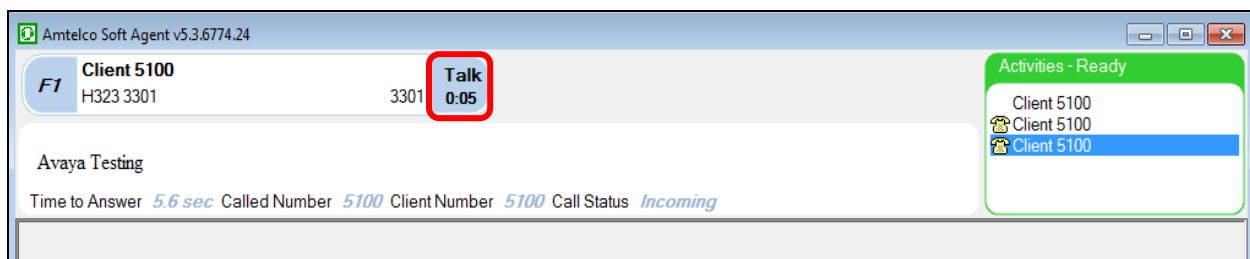 Amtelco Soft Agent v5.3.6774.24
F1
Client 5100
H323 3301 3301
Talk
0:05
Avaya Testing
Time to Answer 5.6 sec Called Number 5100 Client Number 5100 Call Status Incoming
Activities - Ready
Client 5100
Client 5100
Client 5100